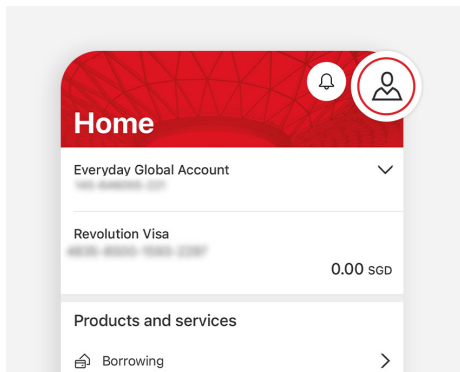 Home
Everyday Global Account
Revolution Visa
0.00 SGD
Products and services
Borrowing